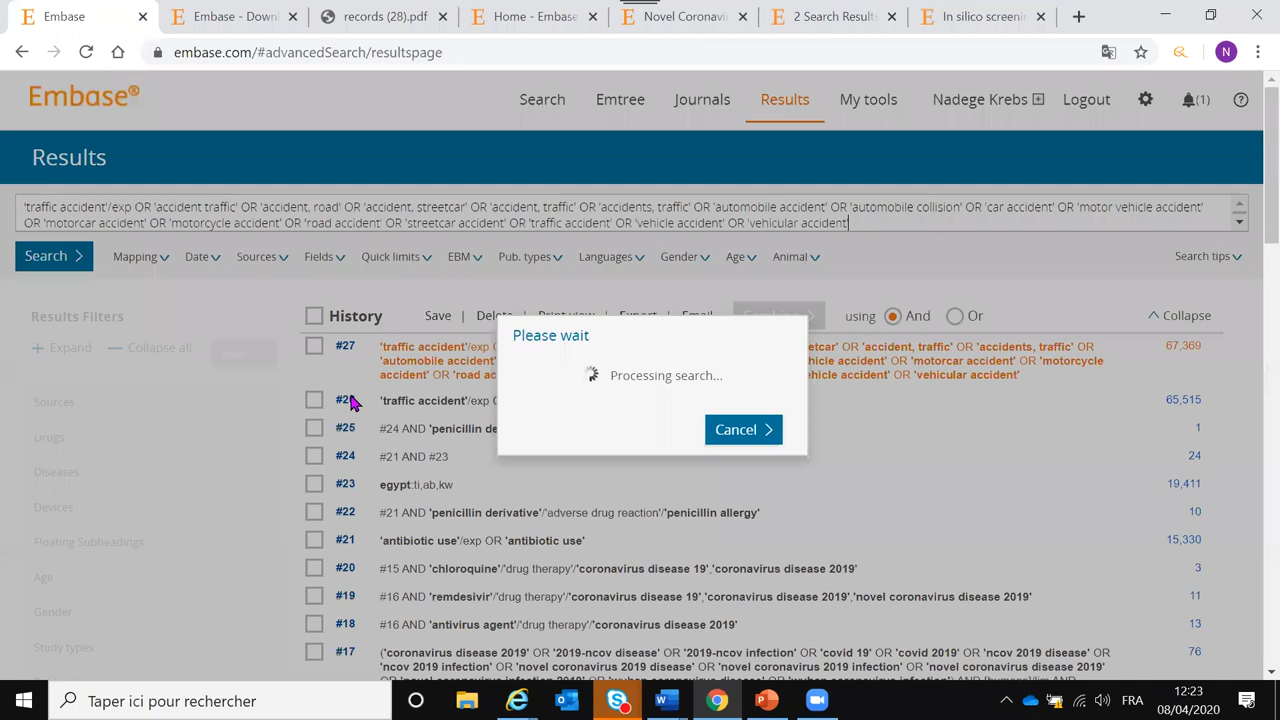 Embase
Embase - Downl
records (28).pdf
Home - Embase
Novel Coronavir
2 Search Results
In silico screenin
embase.com/#advancedSearch/resultspage
N
Embase®
Search
Emtree
Journals
Results
My tools
Nadege Krebs
Logout
(1)
Results
'traffic accident'/exp OR 'accident traffic' OR 'accident, road' OR 'accident, streetcar' OR 'accident, traffic' OR 'accidents, traffic' OR 'automobile accident' OR 'automobile collision' OR 'car accident' OR 'motor vehicle accident'
OR 'motorcar accident' OR 'motorcycle accident' OR 'road accident' OR 'streetcar accident' OR 'traffic accident' OR 'vehicle accident' OR 'vehicular accident'
Search
Mapping
Date
Sources
Fields
Quick limits
EBM
Pub. types
Languages
Gender
Age
Animal
Search tips
Results Filters
Expand
Collapse all
Sources
Drugs
Diseases
Devices
Floating Subheadings
Age
Gender
Study types
History
Save | Delete Print view Export Email
using And Or
Collapse
#27 'traffic accident'/exp streetcar' OR 'accident, traffic' OR 'accidents, traffic' OR 67,369
'automobile accident' vehicle accident' OR 'motorcar accident' OR 'motorcycle
accident' OR 'road OR 'vehicle accident' OR 'vehicular accident'
'traffic accident'/exp 65,515
#25 #24 AND 'penicillin 1
#24 #21 AND #23 24
#23 egypt:ti,ab,kw 19,411
#22 #21 AND 'penicillin derivative'/'adverse drug reaction'/'penicillin allergy' 10
#21 'antibiotic use'/exp OR 'antibiotic use' 15,330
#20 #15 AND 'chloroquine'/'drug therapy'/'coronavirus disease 19','coronavirus disease 2019' 3
#19 #16 AND 'remdesivir'/'drug therapy'/'coronavirus disease 19','coronavirus disease 2019','novel coronavirus disease 2019' 11
#18 #16 AND 'antivirus agent'/'drug therapy'/'coronavirus disease 2019' 13
#17 ('coronavirus disease 2019' OR '2019-ncov disease' OR '2019-ncov infection' OR 'covid 19' OR 'covid 2019' OR 'ncov 2019 disease' OR 76
'ncov 2019 infection' OR 'novel coronavirus 2019 disease' OR 'novel coronavirus 2019 infection' OR 'novel coronavirus disease 2019' OR
Please wait
Processing search...
Cancel
Taper ici pour rechercher
FRA
12:23
08/04/2020